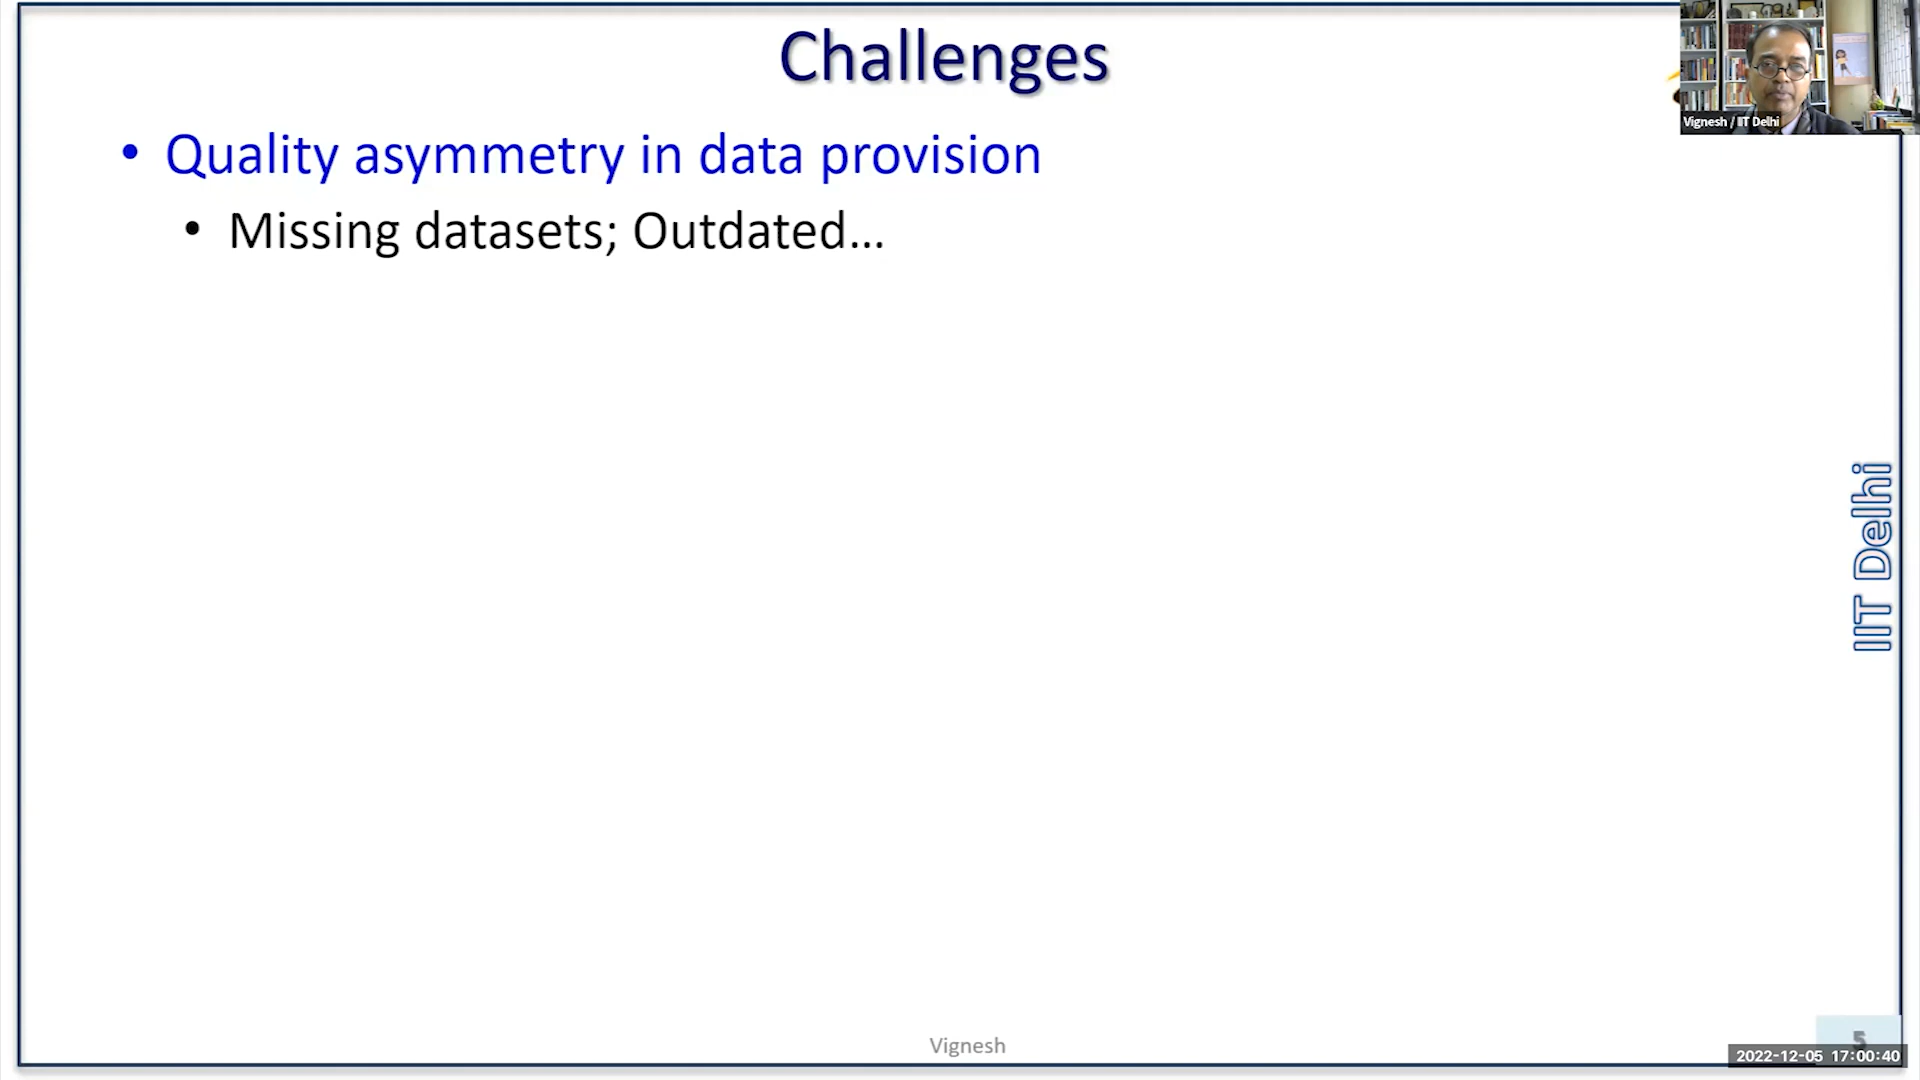 Challenges
Vignesh / IIT Delhi
• Quality asymmetry in data provision
• Missing datasets; Outdated...
IIT Delhi
Vignesh
5
2022-12-05 17:00:40